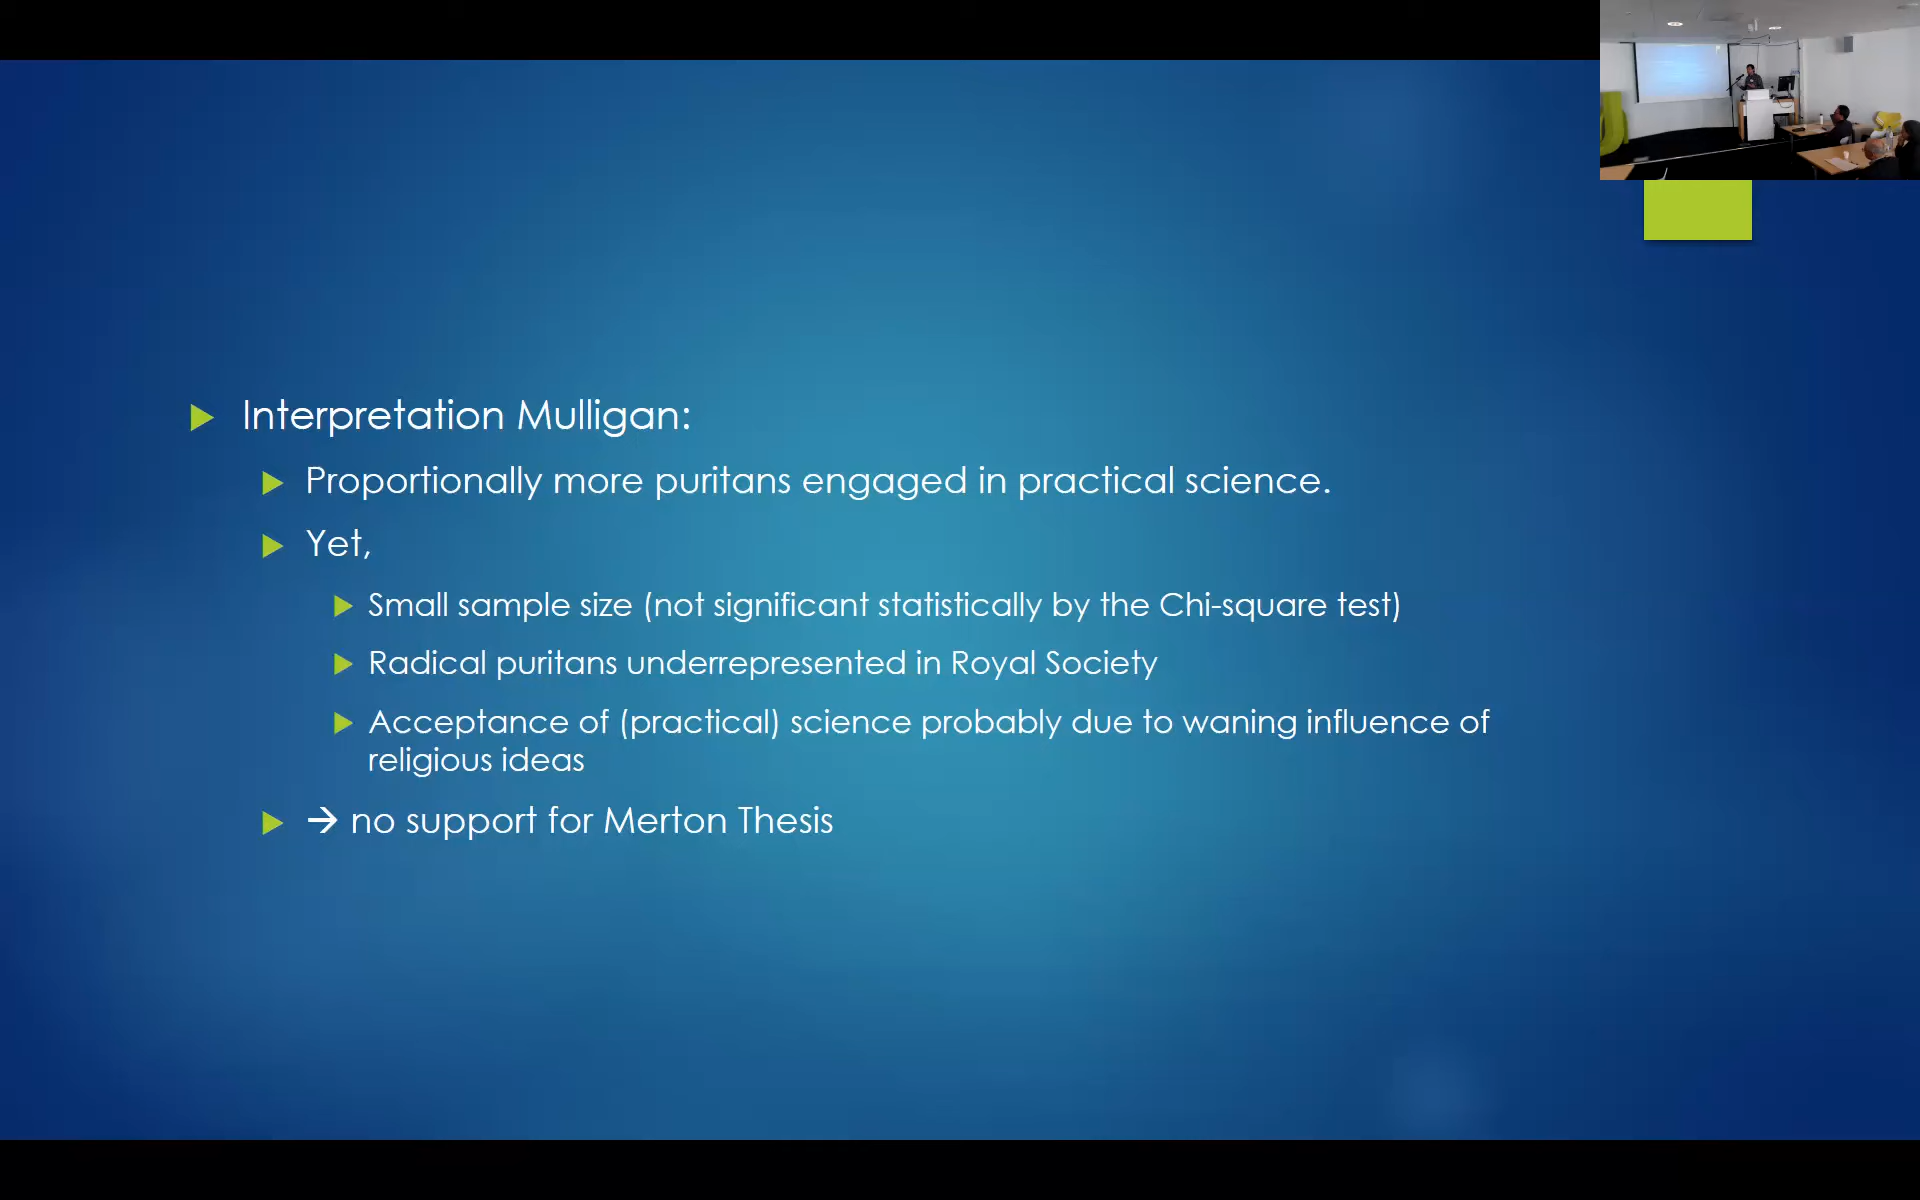 Interpretation Mulligan:
Proportionally more puritans engaged in practical science.
Yet,
Small sample size (not significant statistically by the Chi-square test)
Radical puritans underrepresented in Royal Society
Acceptance of (practical) science probably due to waning influence of
religious ideas
→ no support for Merton Thesis